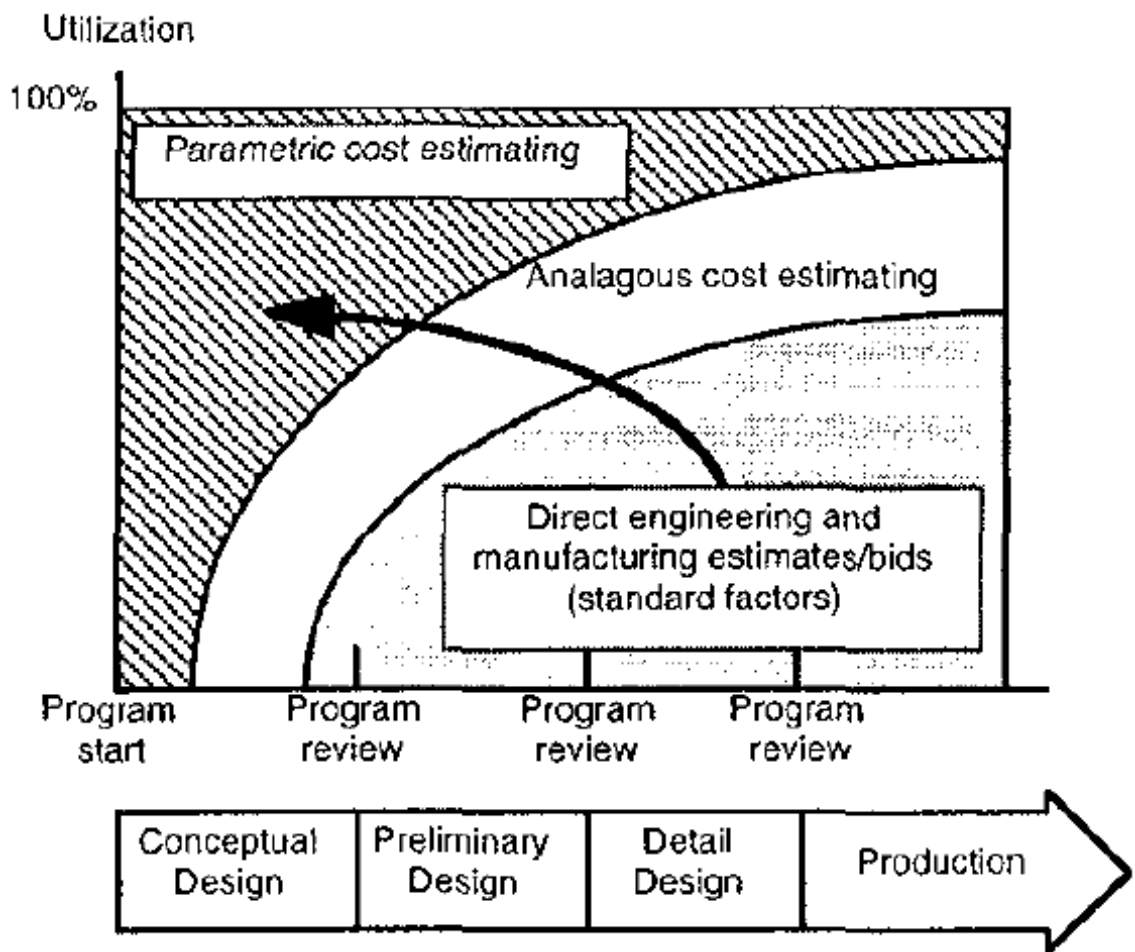 Utilization
100%
Parametric cost estimating
Analagous cost estimating
Direct engineering and
manufacturing estimates/bids
(standard factors)
Program
start
Program
review
Program
review
Program
review
Conceptual
Design
Preliminary
Design
Detail
Design
Production